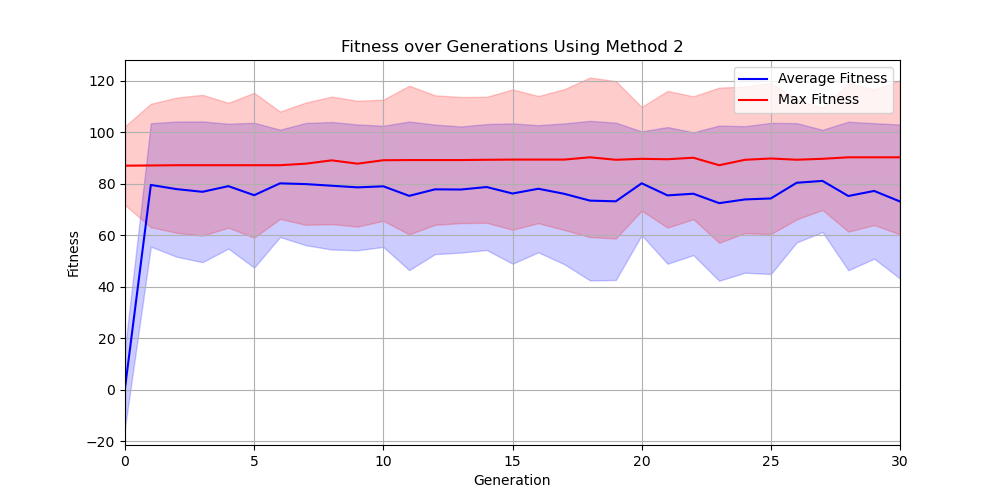 Fitness over Generations Using Method 2
Average Fitness
Max Fitness
Fitness
120
100
80
60
40
20
0
−20
0 5 10 15 20 25 30
Generation